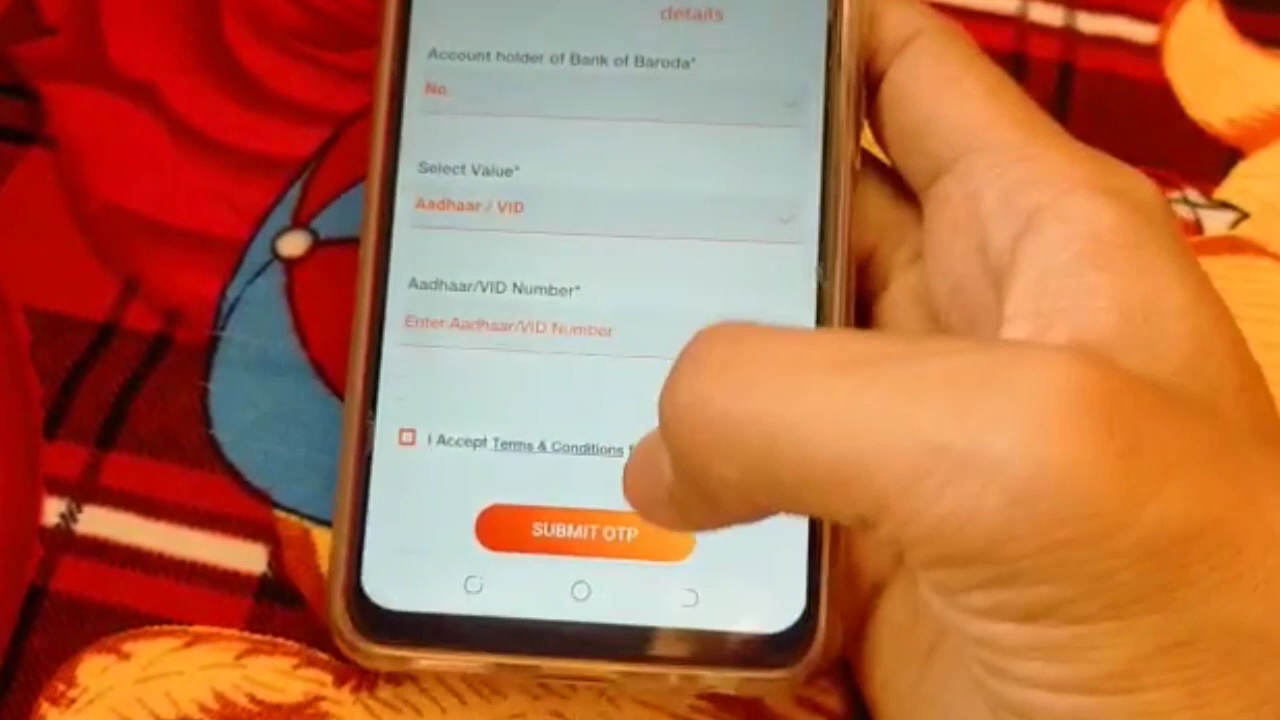 details
Account holder of Bank of Baroda*
No
Select Value*
Aadhaar / VID
Aadhaar/VID Number*
Enter Aadhaar/VID Number
I Accept Terms & Conditions
SUBMIT OTP